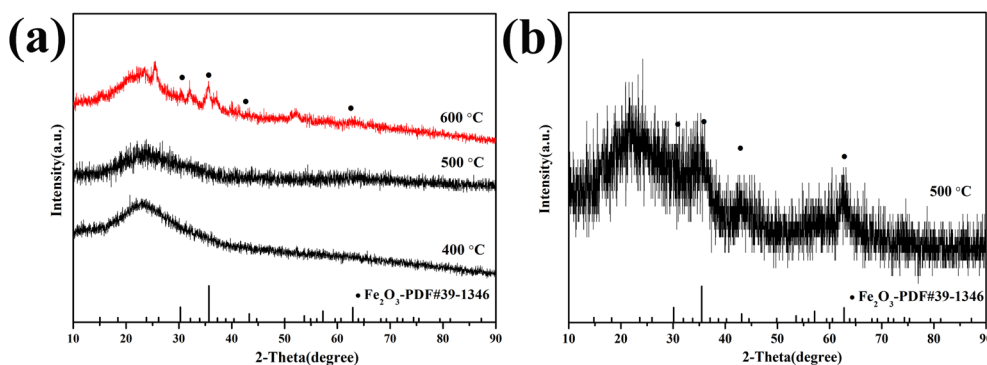 (a)
Intensity(a.u.)
600 °C
500 °C
400 °C
• Fe₂O₃-PDF#39-1346
10 20 30 40 50 60 70 80 90
2-Theta(degree)
(b)
Intensity(a.u.)
500 °C
• Fe₂O₃-PDF#39-1346
10 20 30 40 50 60 70 80 90
2-Theta(degree)